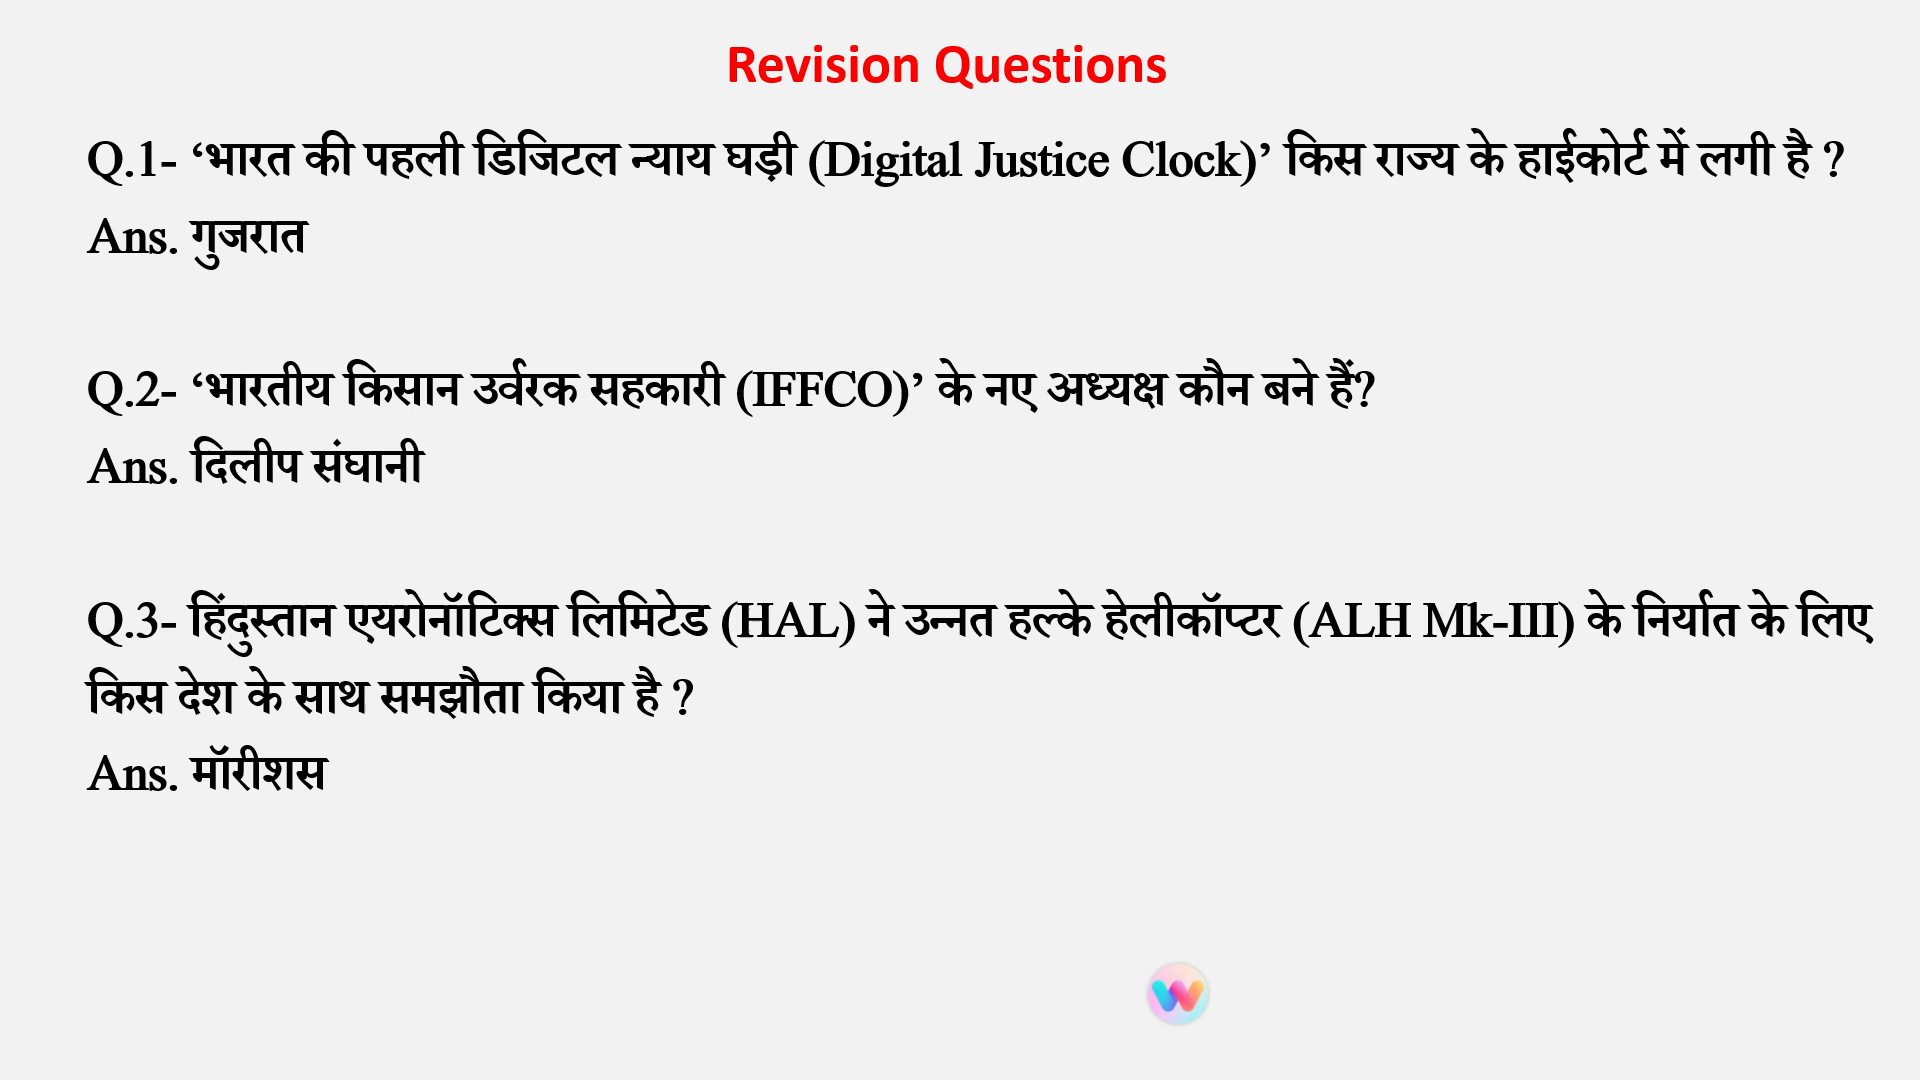 Revision Questions
Q.1- ‘भारत की पहली डिजिटल न्याय घड़ी (Digital Justice Clock)’ किस राज्य के हाईकोर्ट में लगी है ?
Ans. गुजरात
Q.2- ‘भारतीय किसान उर्वरक सहकारी (IFFCO)’ के नए अध्यक्ष कौन बने हैं?
Ans. दिलीप संघानी
Q.3- हिंदुस्तान एयरोनॉटिक्स लिमिटेड (HAL) ने उन्नत हल्के हेलीकॉप्टर (ALH Mk-III) के निर्यात के लिए
किस देश के साथ समझौता किया है ?
Ans. मॉरीशस